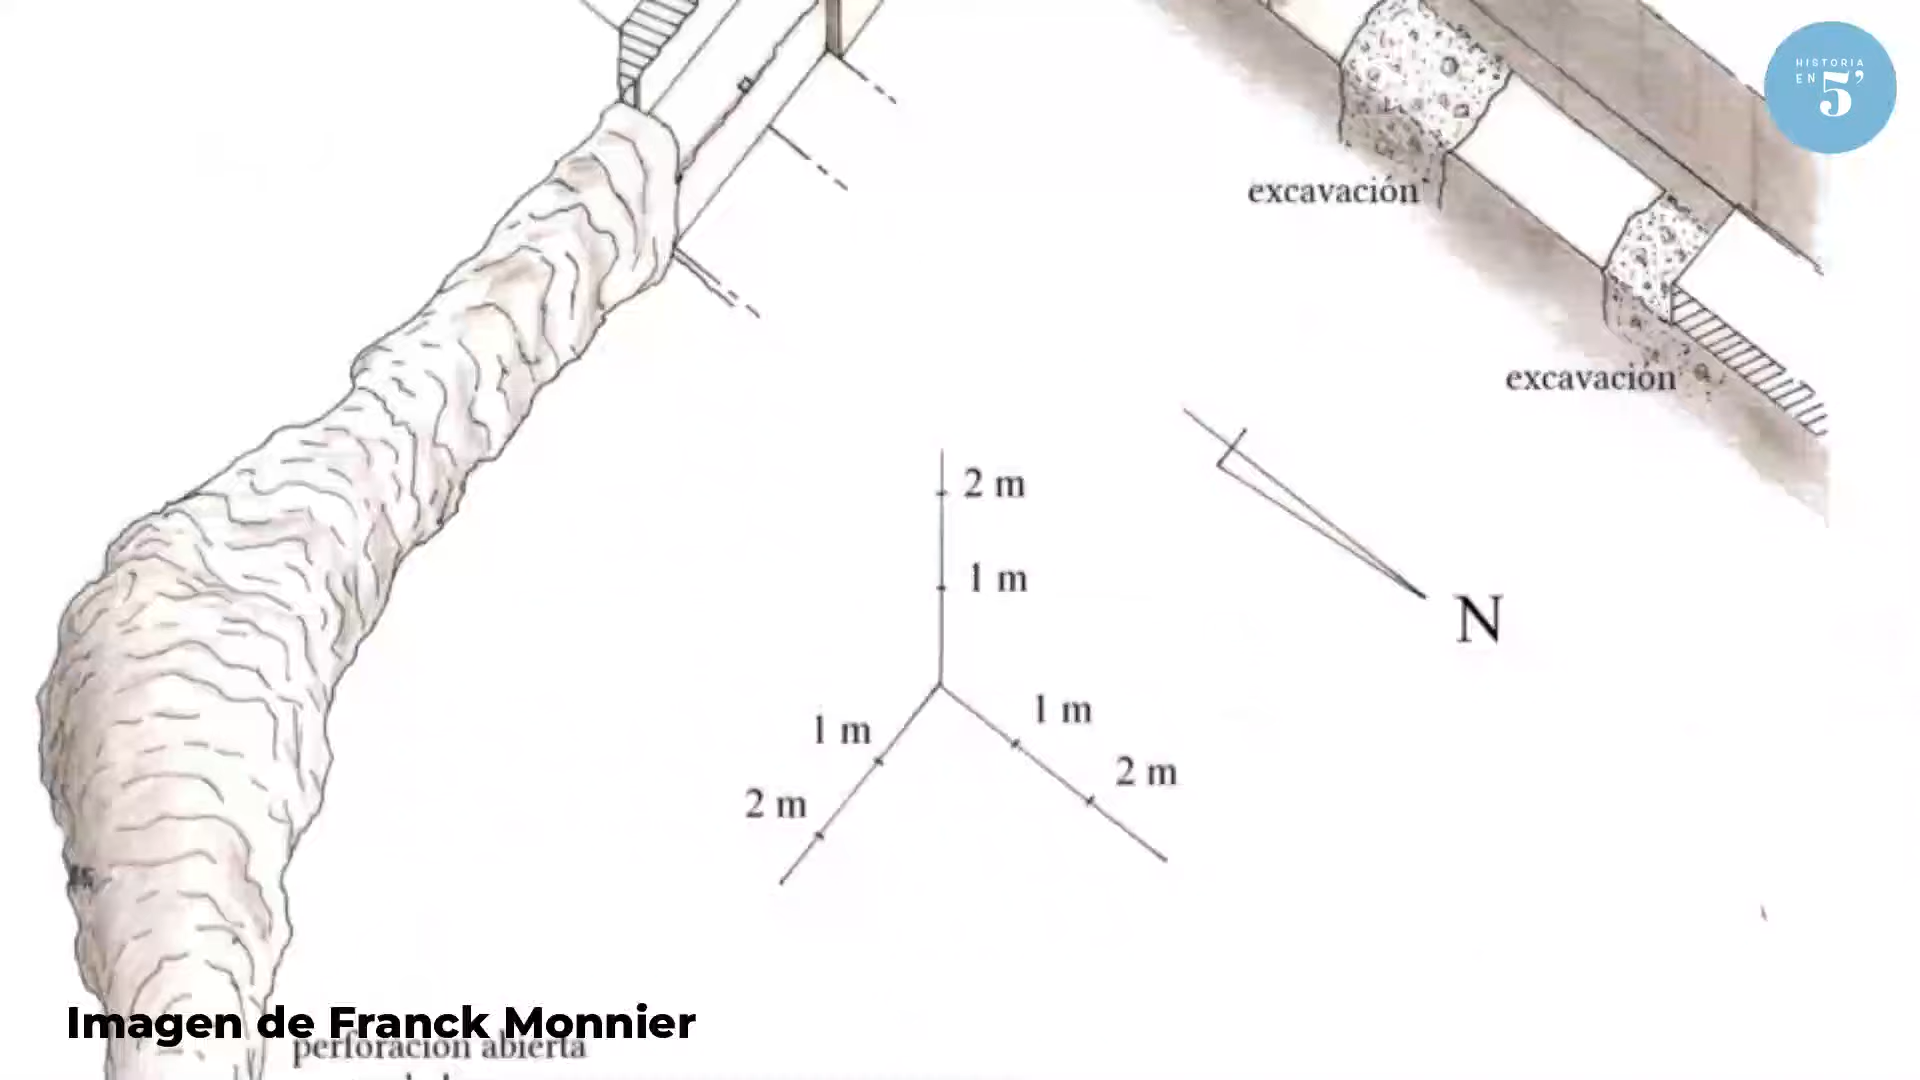 HISTORIA
EN 5’
excavación
excavación
2 m
1 m
N
1 m
1 m
2 m
2 m
Imagen de Franck Monnier
perforación abierta